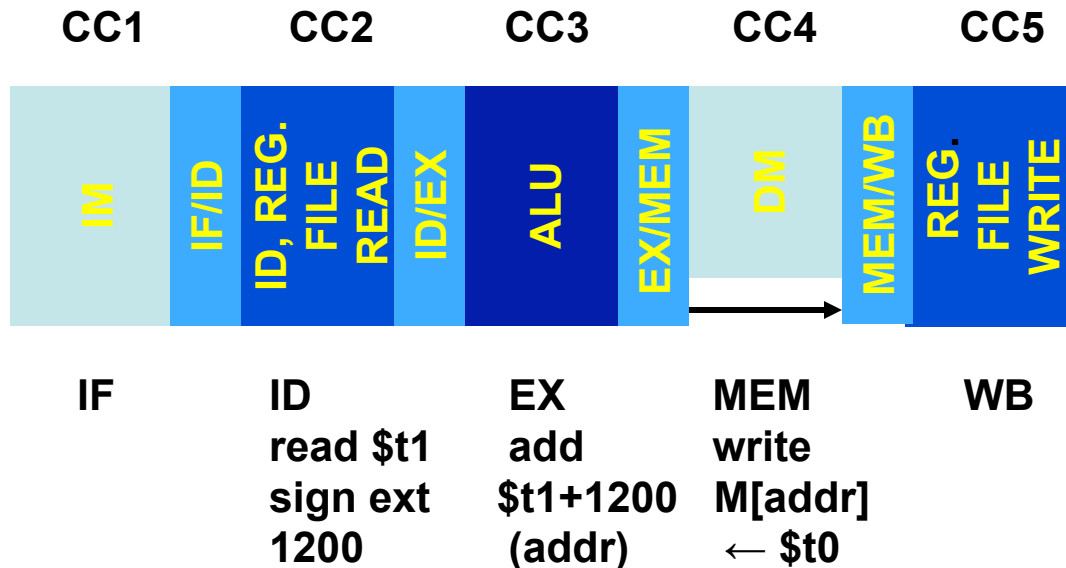 CC1 CC2 CC3 CC4 CC5
IM
IF/ID
ID, REG.
FILE
READ
ID/EX
ALU
EX/MEM
DM
MEM/WB
REG.
FILE
WRITE
IF
ID
read $t1
sign ext
1200
EX
add
$t1+1200
(addr)
MEM
write
M[addr]
← $t0
WB